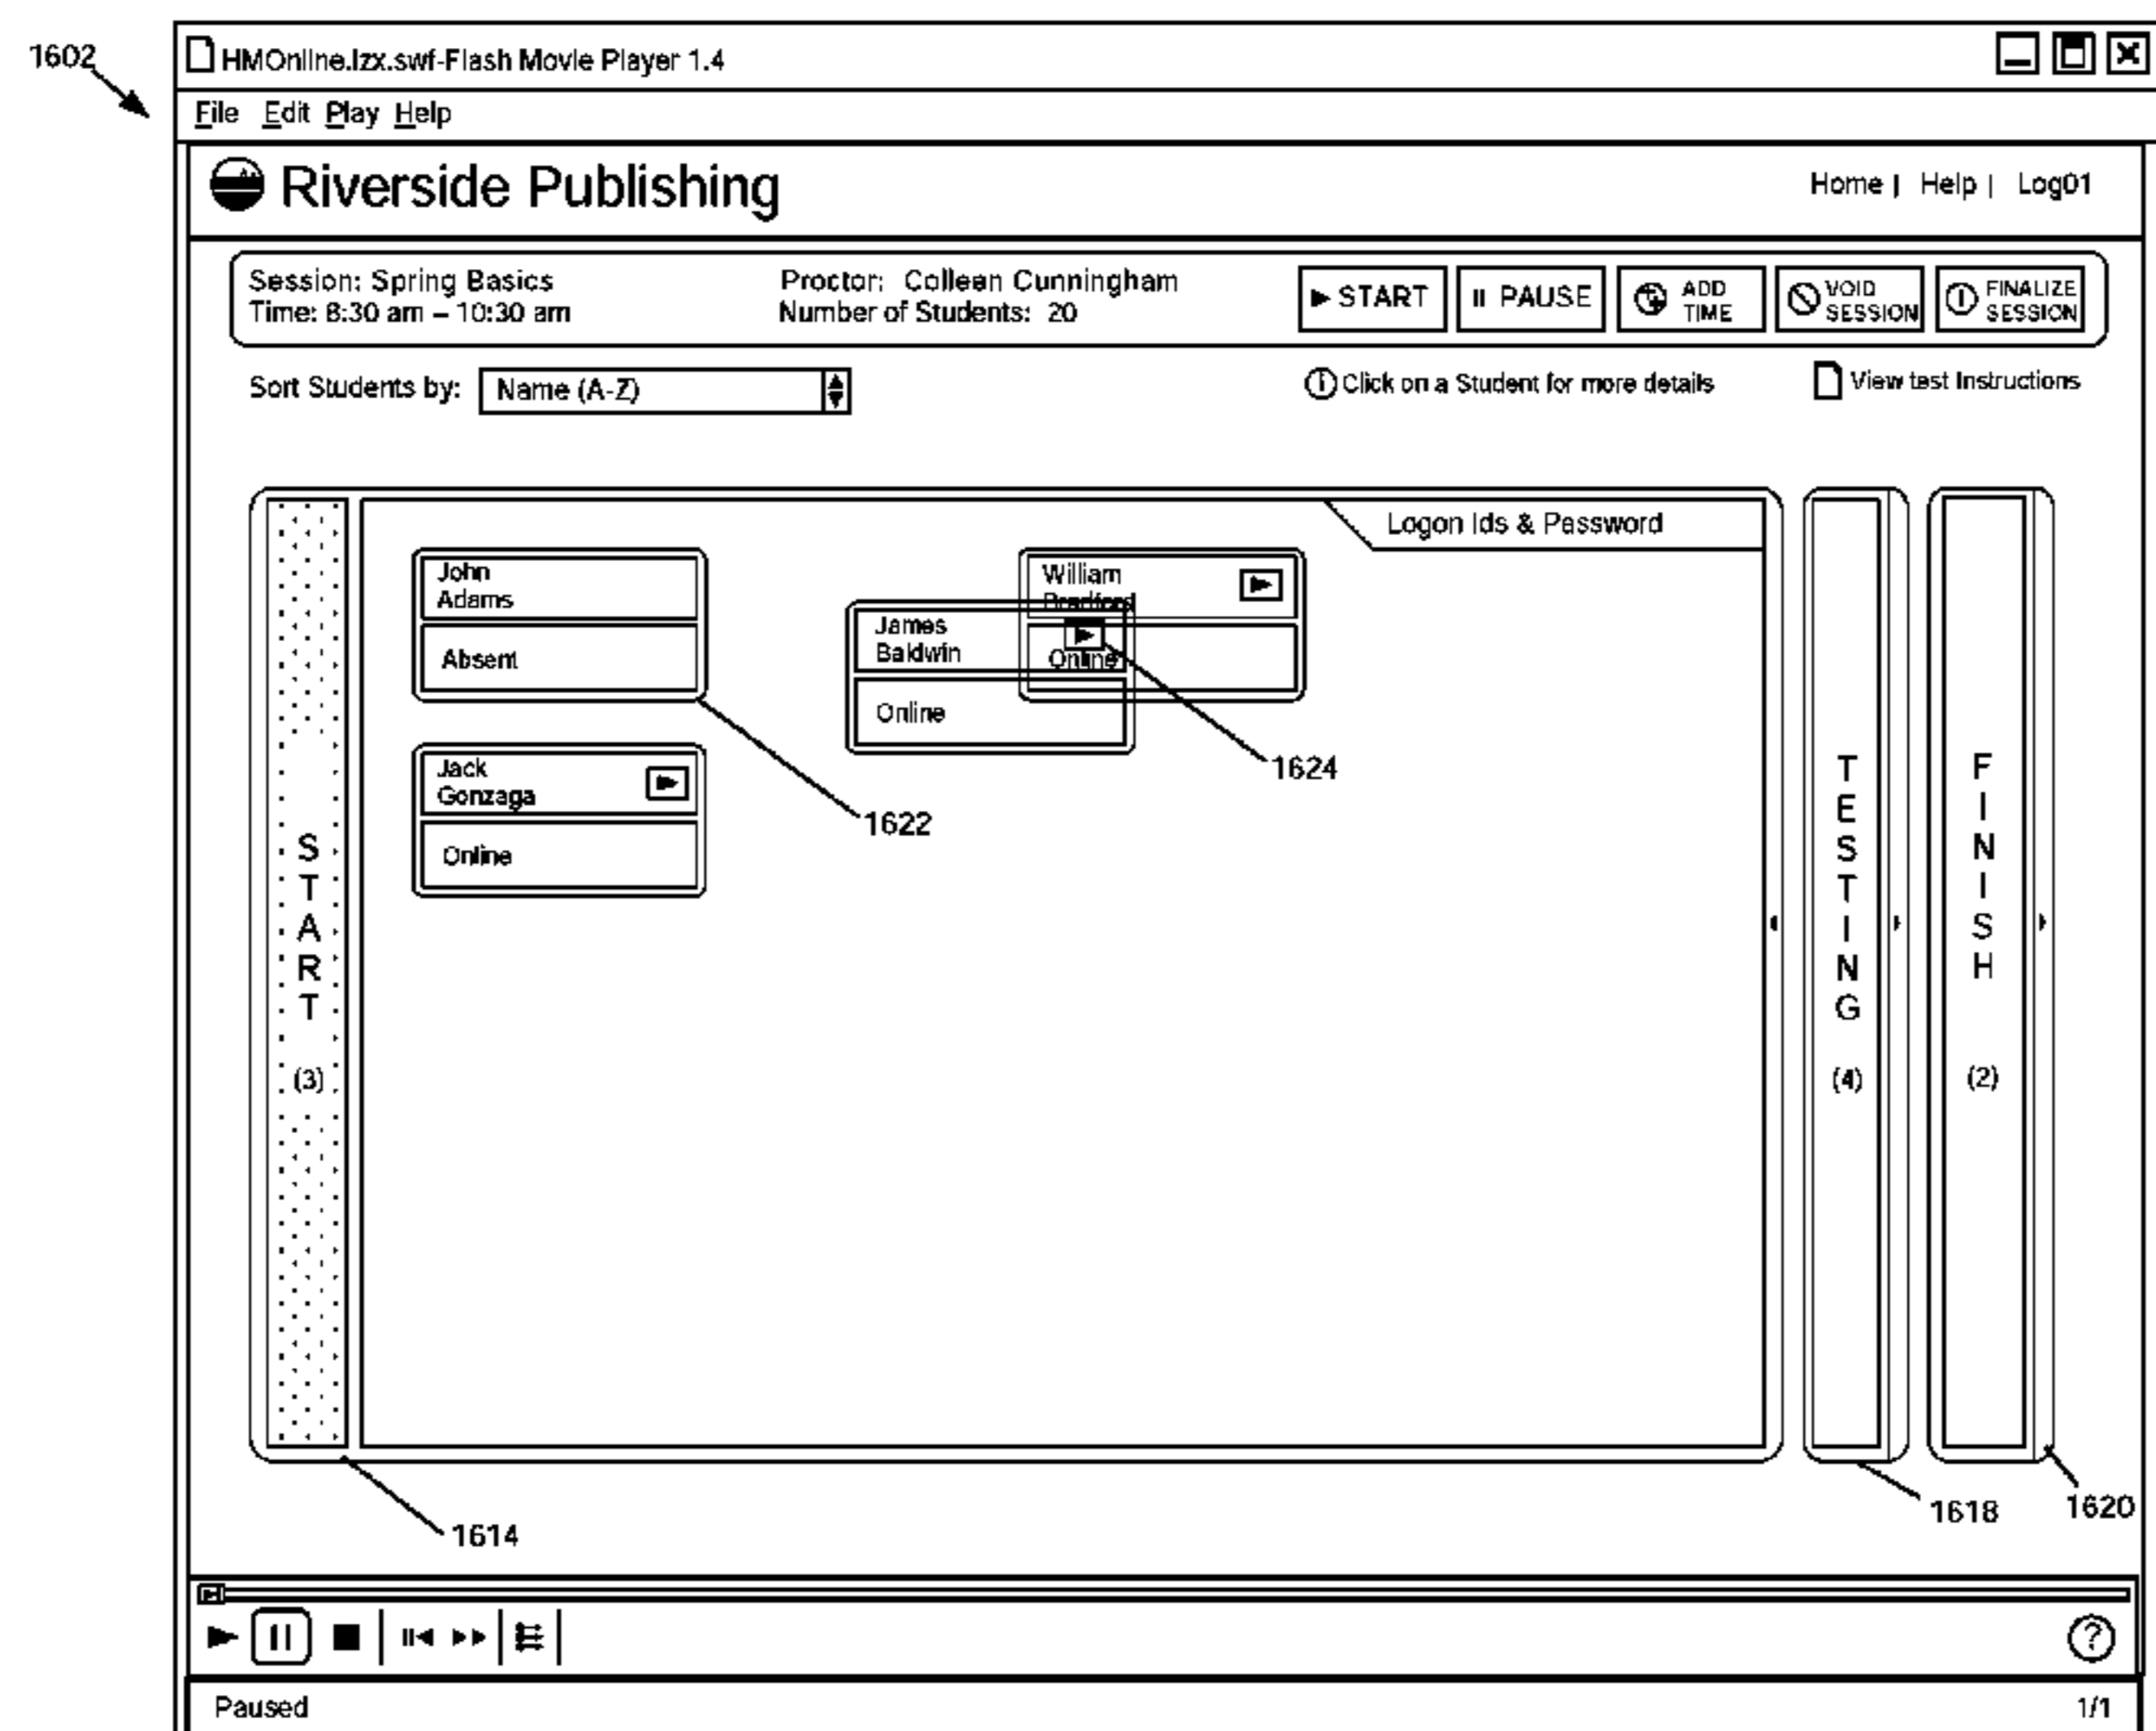 1602
HMOnline.lzx.swf-Flash Movie Player 1.4
File Edit Play Help
Riverside Publishing
Home | Help | Log01
Session: Spring Basics
Time: 8:30 am – 10:30 am
Proctor: Colleen Cunningham
Number of Students: 20
START
PAUSE
ADD
TIME
VOID
SESSION
FINALIZE
SESSION
Sort Students by:
Name (A-Z)
Click on a Student for more details
View test Instructions
Logon Ids & Password
John
Adams
Absent
William
Bradford
Online
James
Baldwin
Online
1624
Jack
Gonzaga
Online
1622
START
(3)
TESTING
(4)
FINISH
(2)
1614
1618
1620
?
Paused
1/1